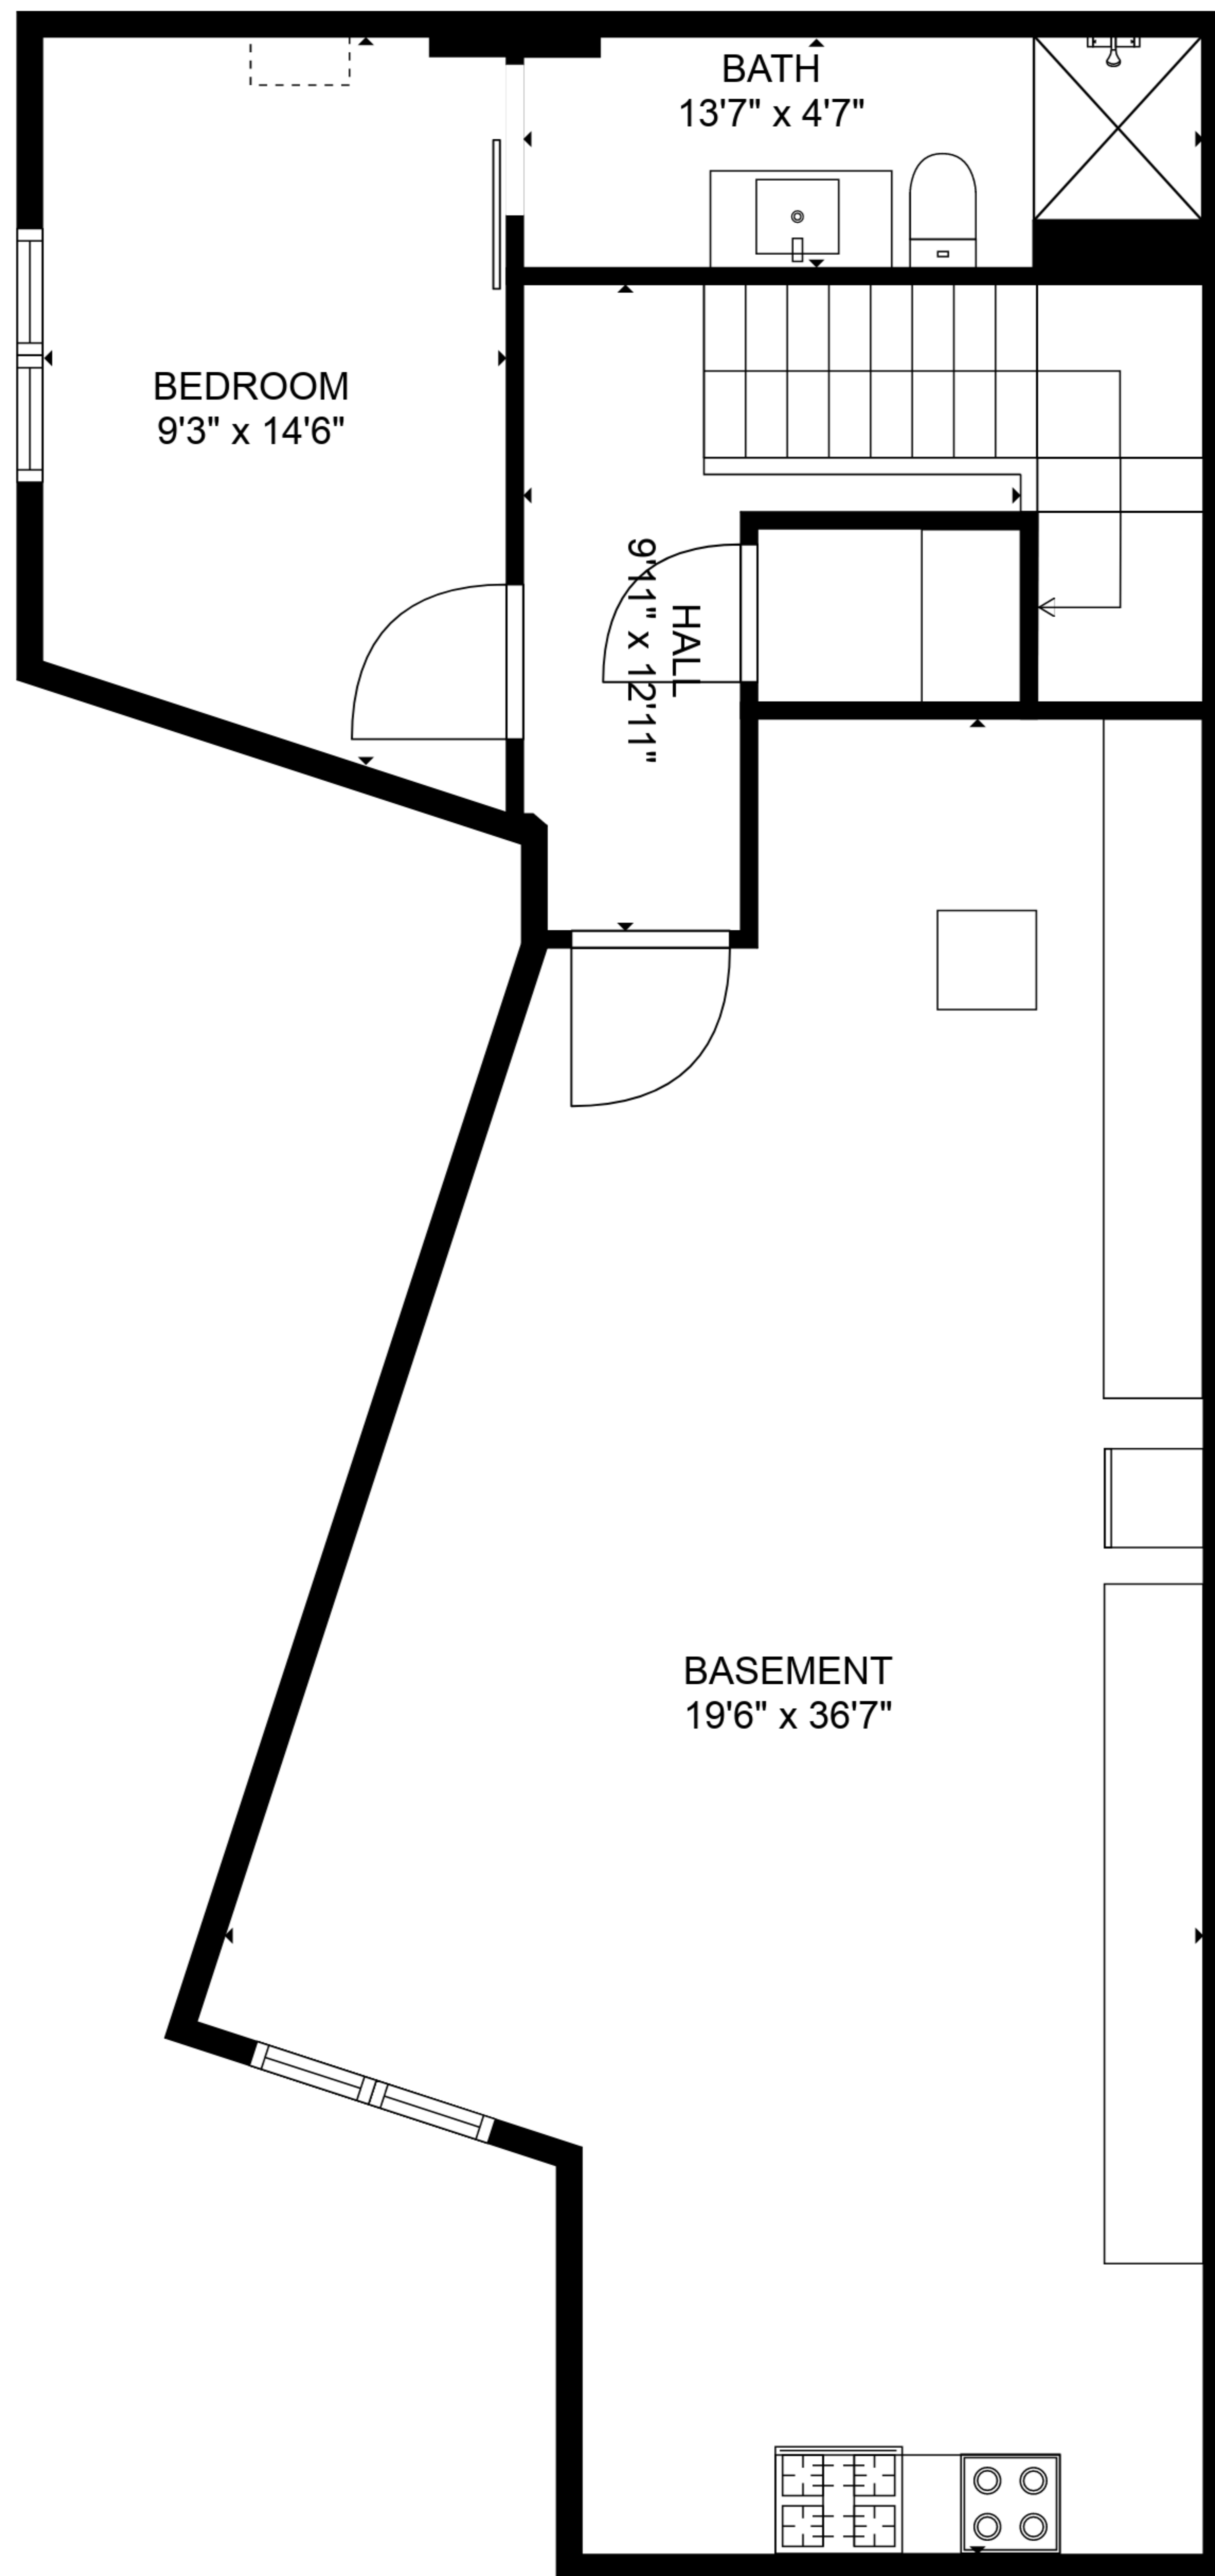 BATH
13'7" x 4'7"
BEDROOM
9'3" x 14'6"
HALL
9'11" x 12'11"
BASEMENT
19'6" x 36'7"